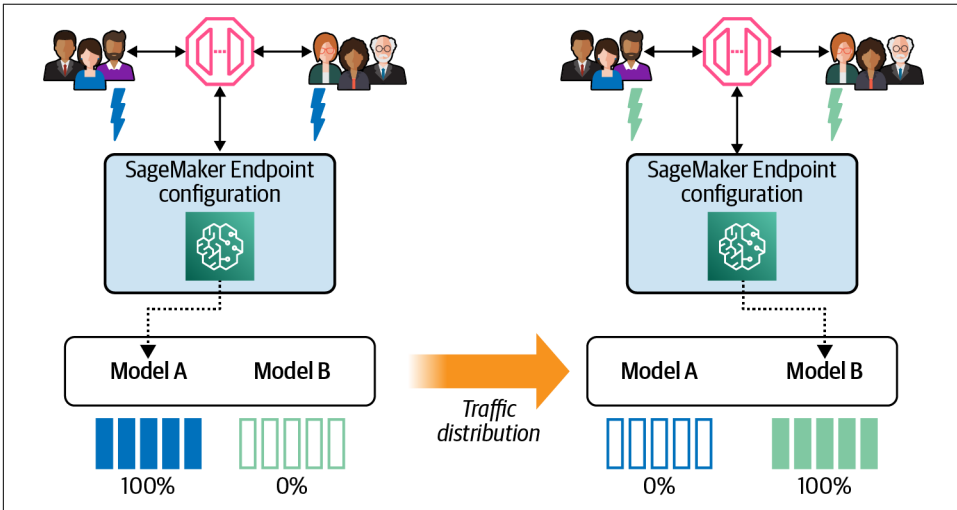 SageMaker Endpoint
configuration
Model A
Model B
100%
0%
Traffic
distribution
SageMaker Endpoint
configuration
Model A
Model B
0%
100%